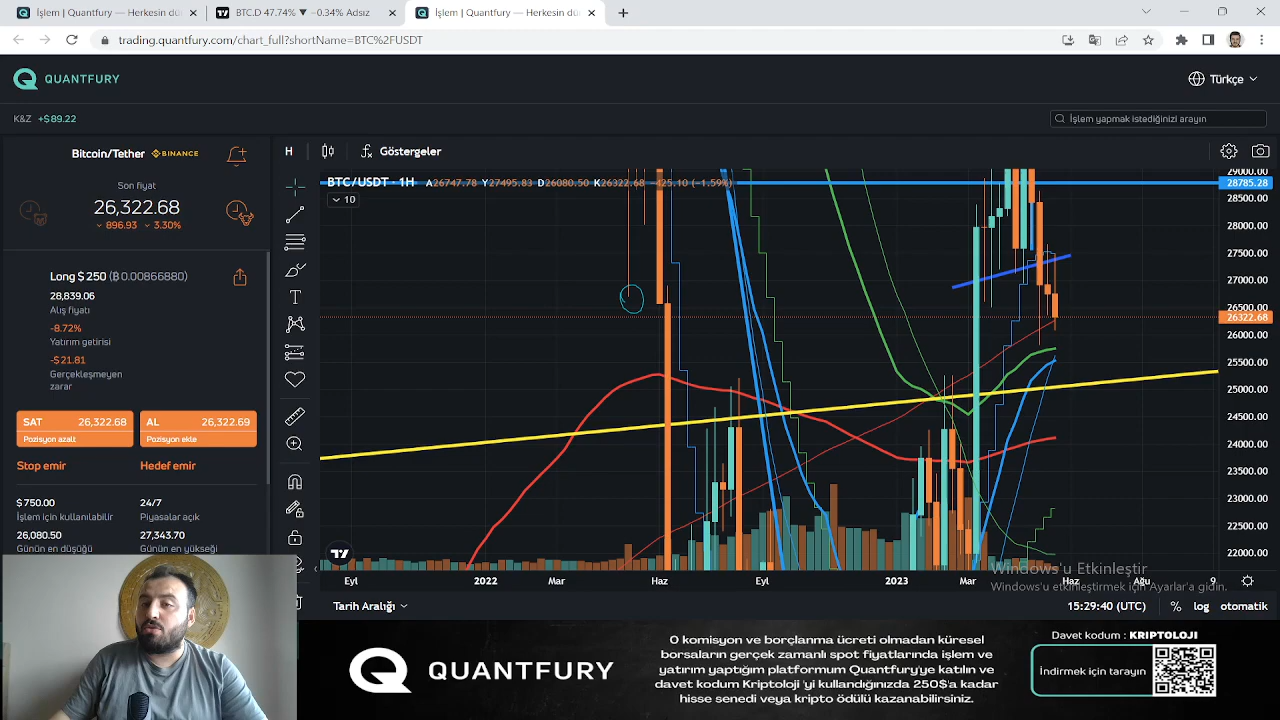 İşlem | Quantfury — Herkesin dü
BTC.D 47.74% ▼ −0.34% Adsız
İşlem | Quantfury — Herkesin dü
trading.quantfury.com/chart_full?shortName=BTC%2FUSDT
QUANTFURY
Türkçe
K&Z +$89.22
İşlem yapmak istediğinizi arayın
Bitcoin/Tether BINANCE
Son fiyat
26,322.68
896.93 3.30%
Long $ 250 (₿ 0.00866880)
28,839.06
Alış fiyatı
-8.72%
Yatırım getirisi
-$21.81
Gerçekleşmeyen
zarar
SAT 26,322.68
Pozisyon azalt
AL 26,322.69
Pozisyon ekle
Stop emir
Hedef emir
$750.00
İşlem için kullanılabilir
24/7
Piyasalar açık
26,080.50
Günün en düşüğü
27,343.70
Günün en yükseği
H
Göstergeler
BTC/USDT · 1H A26747.78 Y27495.83 D26080.50 K26322.68 −425.10 (−1.59%)
10
29000.00
28785.28
28500.00
28000.00
27500.00
27000.00
26500.00
26322.68
26000.00
25500.00
25000.00
24500.00
24000.00
23500.00
23000.00
22500.00
22000.00
Eyl 2022 Mar Haz Eyl 2023 Mar Haz Ağu 9
Windows'u Etkinleştir
Windows'u etkinleştirmek için Ayarlar'a gidin.
Tarih Aralığı
15:29:40 (UTC) % log otomatik
QUANTFURY
O komisyon ve borçlanma ücreti olmadan küresel
borsaların gerçek zamanlı spot fiyatlarında işlem ve
yatırım yaptığım platformum Quantfury'ye katılın ve
davet kodum Kriptoloji 'yi kullandığınızda 250$'a kadar
hisse senedi veya kripto ödülü kazanabilirsiniz.
Davet kodum : KRIPTOLOJI
İndirmek için tarayın